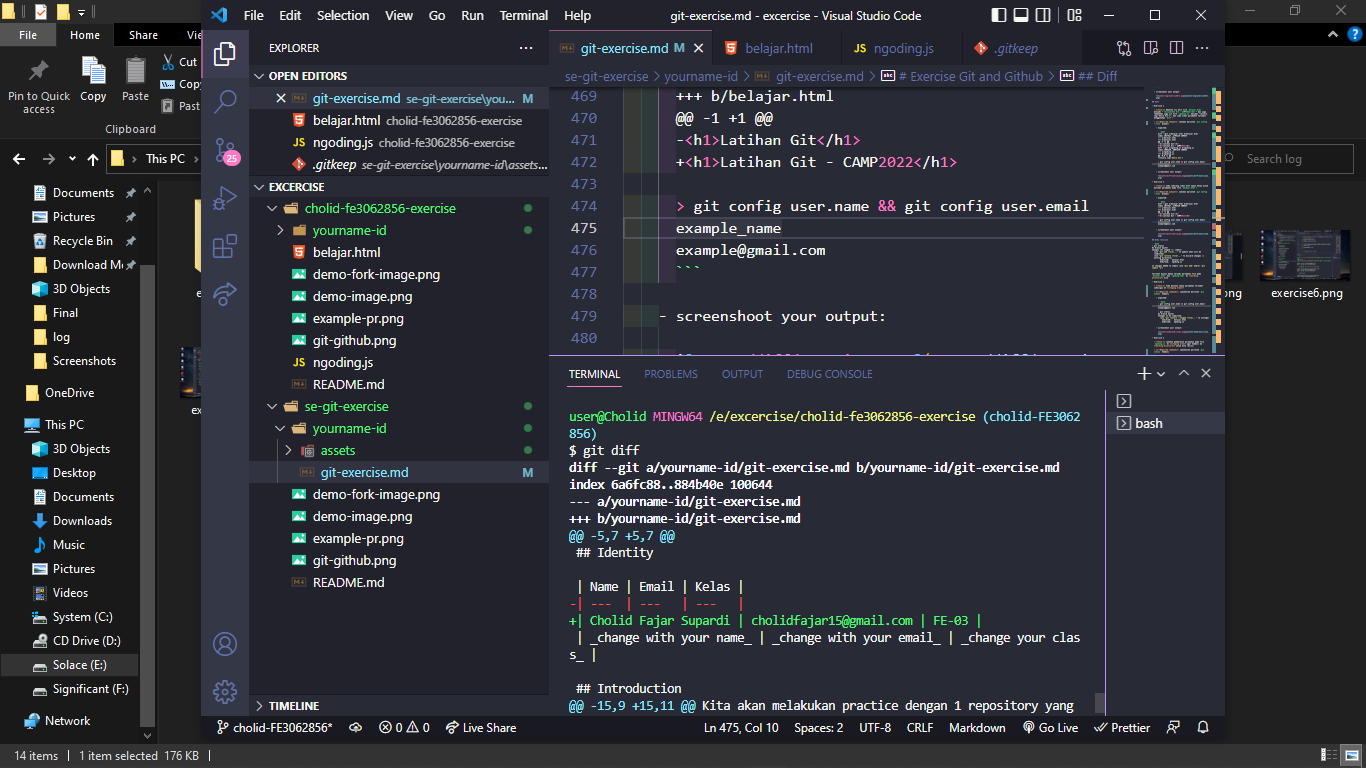 File Edit Selection View Go Run Terminal Help git-exercise.md - excercise - Visual Studio Code
File Home Share
Pin to Quick access
Copy
Paste
Cut
Clipboard
This PC
Search log
Documents
Pictures
Recycle Bin
3D Objects
Final
log
Screenshots
OneDrive
This PC
3D Objects
Desktop
Documents
Downloads
Music
Pictures
Videos
System (C:)
CD Drive (D:)
Solace (E:)
Significant (F:)
Network
14 items 1 item selected 176 KB
exercise6.png
EXPLORER
OPEN EDITORS
git-exercise.md se-git-exercise\you... M
belajar.html cholid-fe3062856-exercise
ngoding.js cholid-fe3062856-exercise
.gitkeep se-git-exercise\yourname-id\assets...
25
EXCERCISE
cholid-fe3062856-exercise
yourname-id
belajar.html
demo-fork-image.png
demo-image.png
example-pr.png
git-github.png
ngoding.js
README.md
se-git-exercise
yourname-id
assets
git-exercise.md M
demo-fork-image.png
demo-image.png
example-pr.png
git-github.png
README.md
TIMELINE
git-exercise.md M belajar.html JS ngoding.js .gitkeep
se-git-exercise > yourname-id > git-exercise.md > # Exercise Git and Github > ## Diff
469 +++ b/belajar.html
470 @@ -1 +1 @@
471 -<h1>Latihan Git</h1>
472 +<h1>Latihan Git - CAMP2022</h1>
473
474 > git config user.name && git config user.email
475 example_name
476 example@gmail.com
477 ```
478
479 - screenshoot your output:
480
TERMINAL PROBLEMS OUTPUT DEBUG CONSOLE
bash
user@Cholid MINGW64 /e/excercise/cholid-fe3062856-exercise (cholid-FE3062
856)
$ git diff
diff --git a/yourname-id/git-exercise.md b/yourname-id/git-exercise.md
index 6a6fc88..884b40e 100644
--- a/yourname-id/git-exercise.md
+++ b/yourname-id/git-exercise.md
@@ -5,7 +5,7 @@
## Identity
| Name | Email | Kelas |
-| --- | --- | --- |
+| Cholid Fajar Supardi | cholidfajar15@gmail.com | FE-03 |
| _change with your name_ | _change with your email_ | _change your clas
s_ |
## Introduction
@@ -15,9 +15,11 @@ Kita akan melakukan practice dengan 1 repository yang
cholid-FE3062856* 0 0 Live Share Ln 475, Col 10 Spaces: 2 UTF-8 CRLF Markdown Go Live Prettier